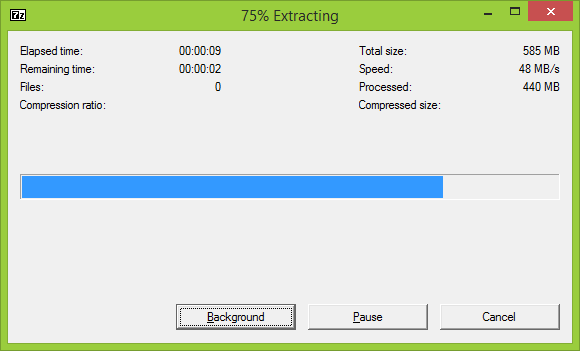 7z 75% Extracting
Elapsed time: 00:00:09 Total size: 585 MB
Remaining time: 00:00:02 Speed: 48 MB/s
Files: 0 Processed: 440 MB
Compression ratio: Compressed size:
Background Pause Cancel